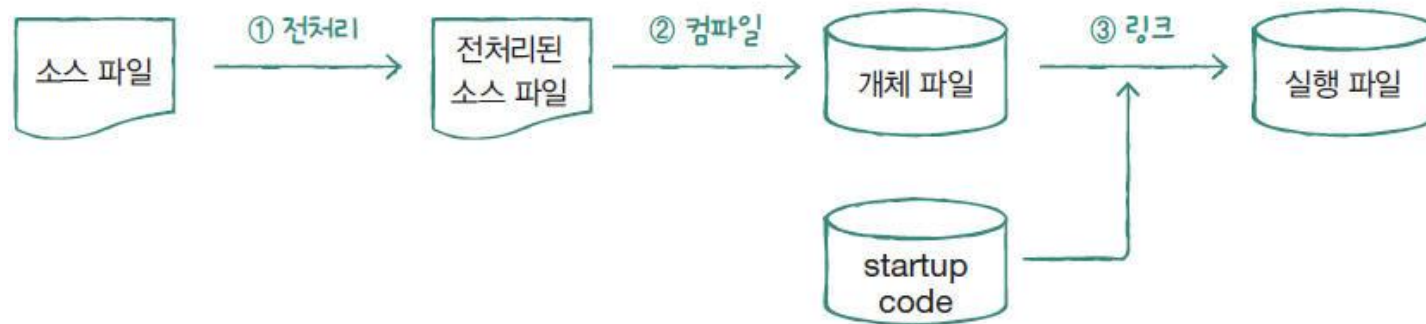 소스 파일
① 전처리
전처리된
소스 파일
② 컴파일
개체 파일
③ 링크
실행 파일
startup
code